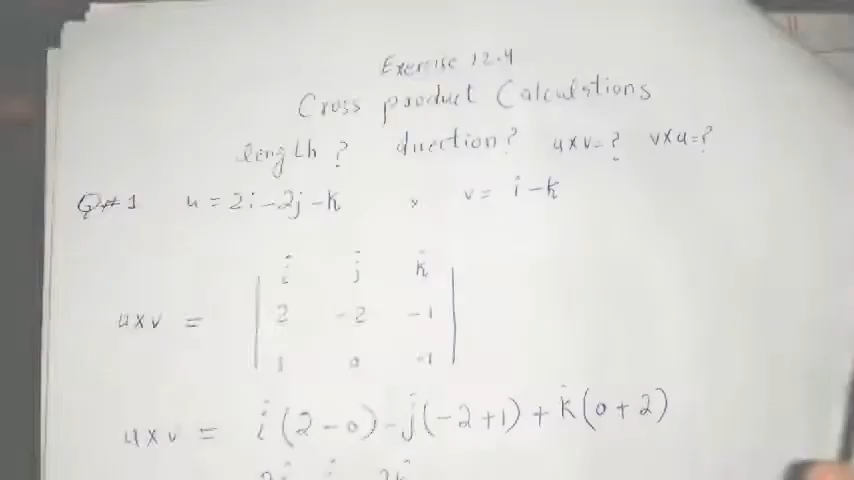 Exercise 12.4
Cross product Calculations
length ? direction? u x v = ? v x u = ?
Q#1 u = 2i - 2j - k , v = i - k
i j k
u x v = 2 -2 -1
1 0 -1
u x v = i (2 - 0) - j (-2 + 1) + k (0 + 2)